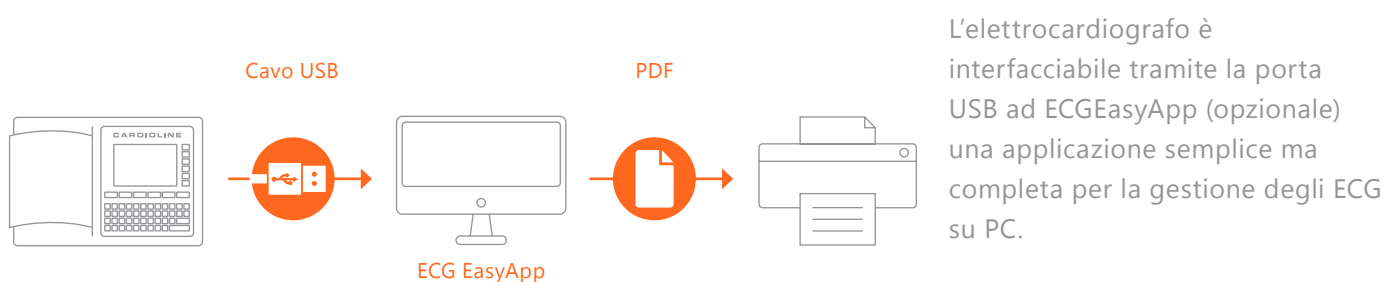 Cavo USB
PDF
CARDIOLINE
ECG EasyApp
L'elettrocardiografo è
interfacciabile tramite la porta
USB ad ECGEasyApp (opzionale)
una applicazione semplice ma
completa per la gestione degli ECG
su PC.